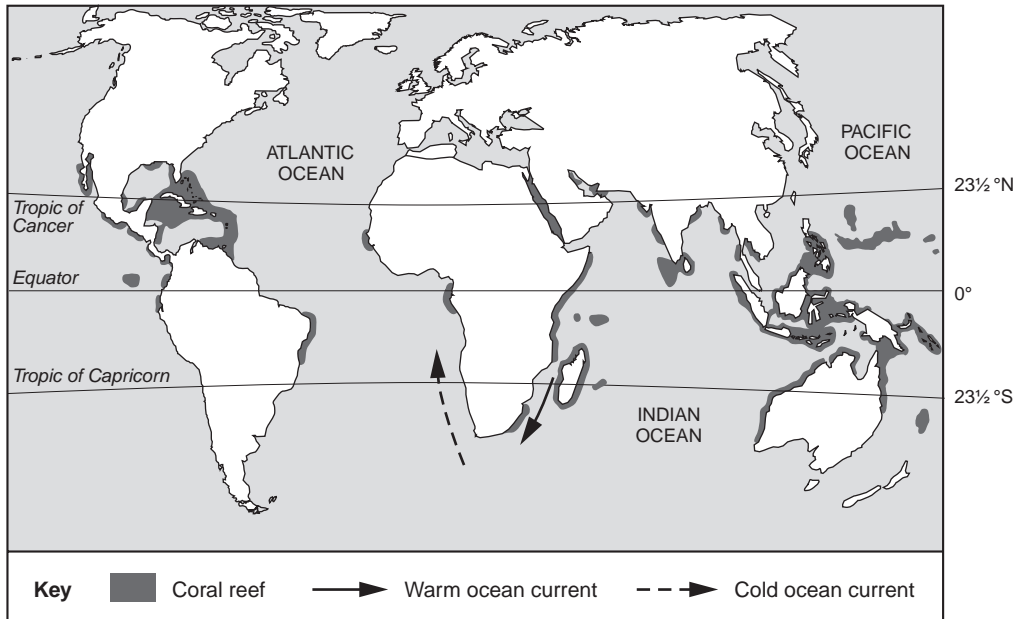 ATLANTIC
OCEAN
PACIFIC
OCEAN
23½ °N
Tropic of
Cancer
Equator
0°
Tropic of Capricorn
23½ °S
INDIAN
OCEAN
Key
Coral reef
Warm ocean current
Cold ocean current